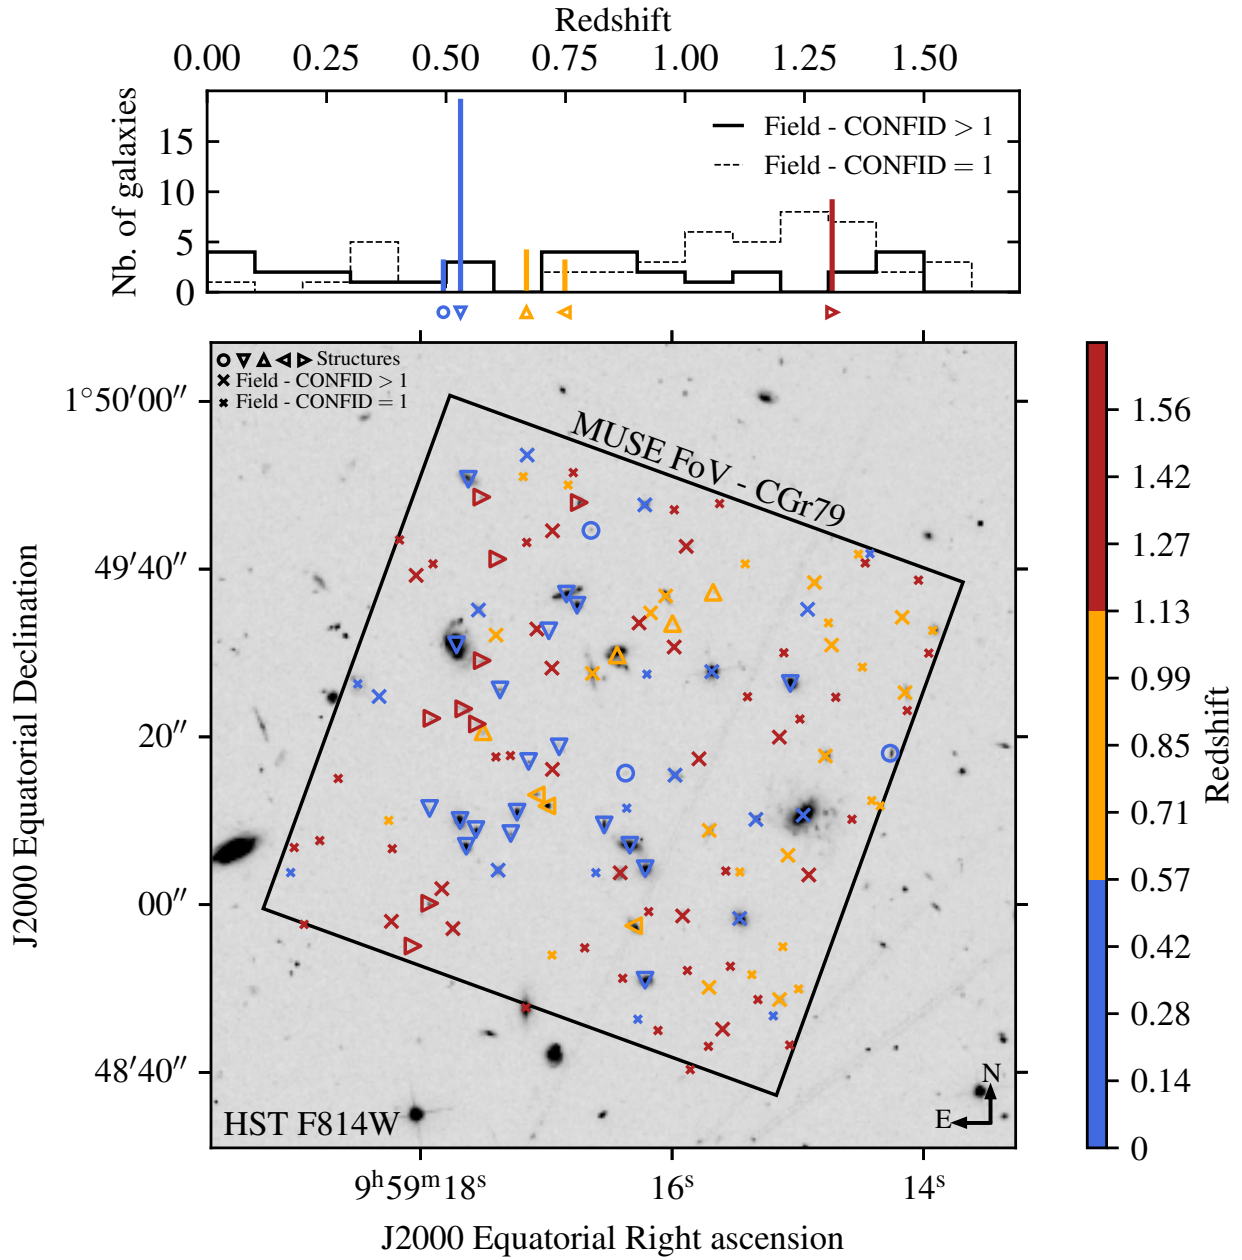 Redshift
0.00 0.25 0.50 0.75 1.00 1.25 1.50
Nb. of galaxies
15
10
5
0
Field - CONFID > 1
Field - CONFID = 1
Structures
Field - CONFID > 1
Field - CONFID = 1
MUSE FoV - CGr79
1°50′00″
49′40″
20″
00″
48′40″
J2000 Equatorial Declination
HST F814W
N
E
9ʰ59ᵐ18ˢ 16ˢ 14ˢ
J2000 Equatorial Right ascension
1.56
1.42
1.27
1.13
0.99
0.85
0.71
0.57
0.42
0.28
0.14
0
Redshift